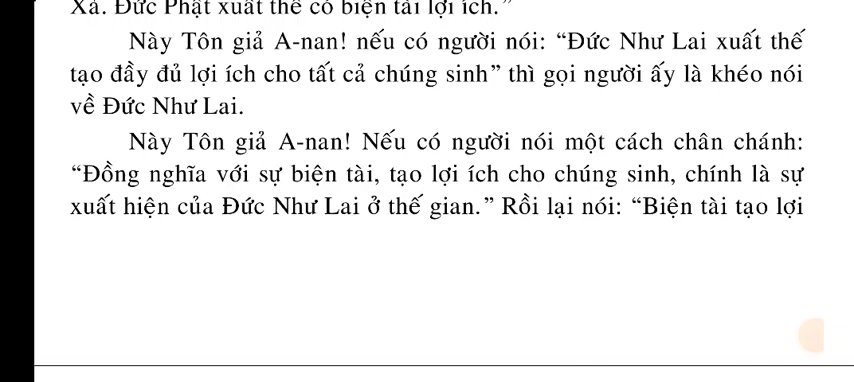 Xá. Đức Phật xuất thế có biện tài lợi ích.”
Này Tôn giả A-nan! nếu có người nói: “Đức Như Lai xuất thế
tạo đầy đủ lợi ích cho tất cả chúng sinh” thì gọi người ấy là khéo nói
về Đức Như Lai.
Này Tôn giả A-nan! Nếu có người nói một cách chân chánh:
“Đồng nghĩa với sự biện tài, tạo lợi ích cho chúng sinh, chính là sự
xuất hiện của Đức Như Lai ở thế gian.” Rồi lại nói: “Biện tài tạo lợi